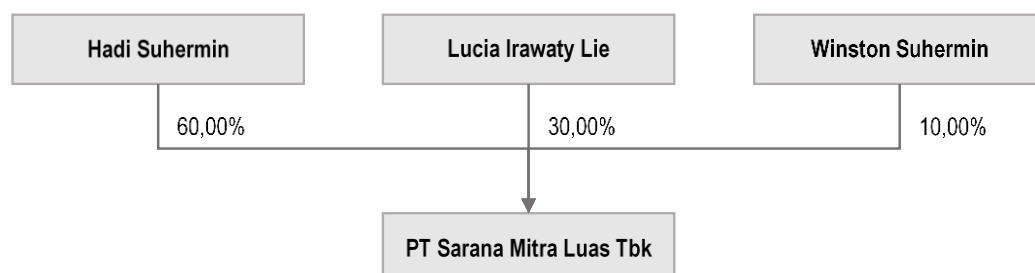 Hadi Suhermin
Lucia Irawaty Lie
Winston Suhermin
60,00%
30,00%
10,00%
PT Sarana Mitra Luas Tbk